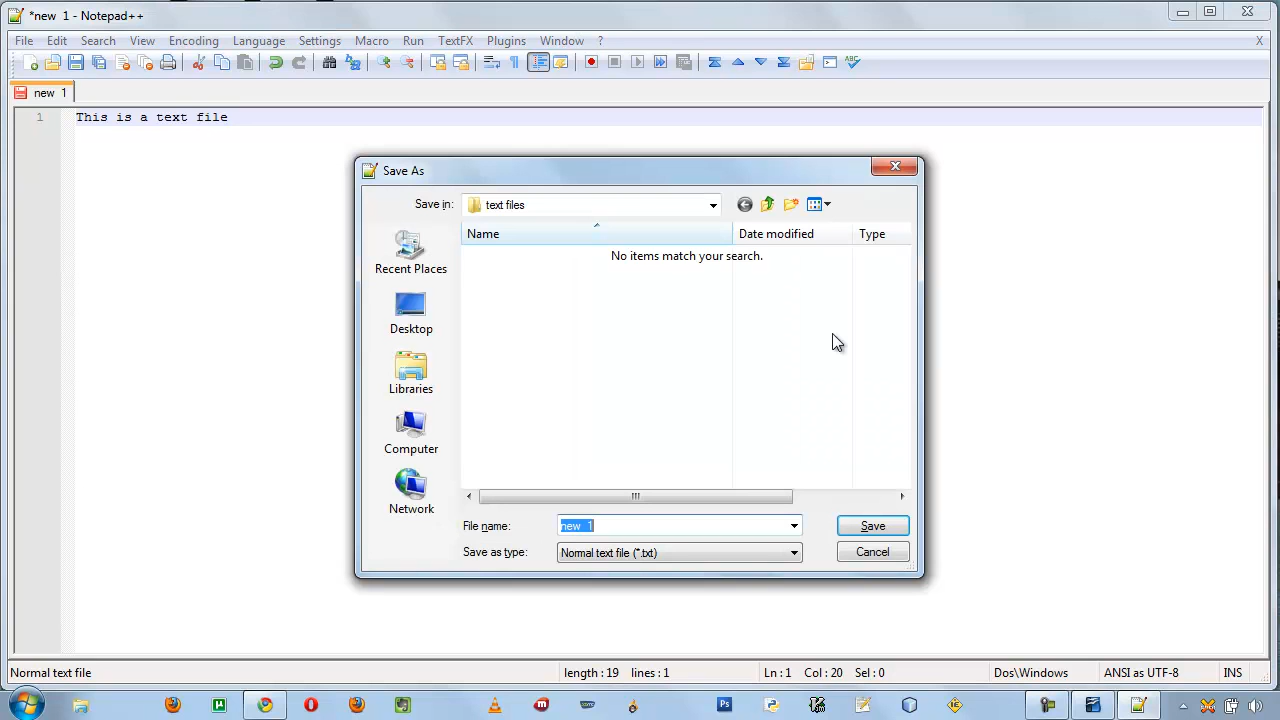 *new 1 - Notepad++
File Edit Search View Encoding Language Settings Macro Run TextFX Plugins Window ? X
ABC
new 1
1 This is a text file
Save As
Save in: text files
Name Date modified Type
No items match your search.
Recent Places
Desktop
Libraries
Computer
Network
File name: new 1 Save
Save as type: Normal text file (*.txt) Cancel
Normal text file length : 19 lines : 1 Ln : 1 Col : 20 Sel : 0 Dos\Windows ANSI as UTF-8 INS
Ps